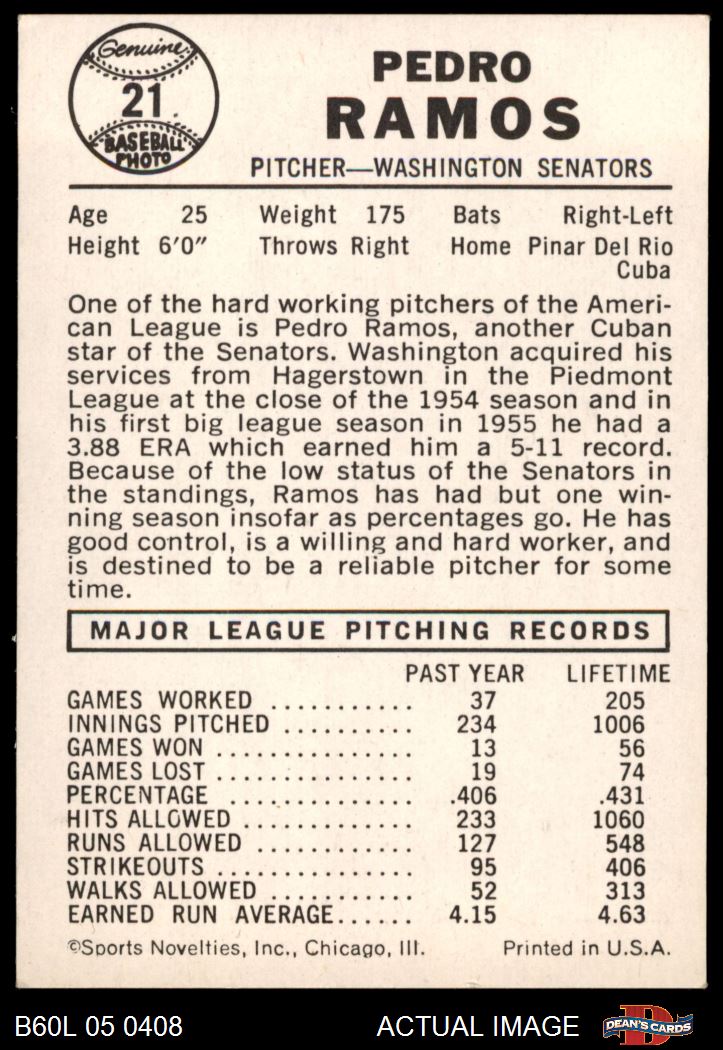 Genuine
21
BASEBALL
PHOTO
PEDRO
RAMOS
PITCHER—WASHINGTON SENATORS
Age 25 Weight 175 Bats Right-Left
Height 6'0" Throws Right Home Pinar Del Rio
Cuba
One of the hard working pitchers of the Ameri-
can League is Pedro Ramos, another Cuban
star of the Senators. Washington acquired his
services from Hagerstown in the Piedmont
League at the close of the 1954 season and in
his first big league season in 1955 he had a
3.88 ERA which earned him a 5-11 record.
Because of the low status of the Senators in
the standings, Ramos has had but one win-
ning season insofar as percentages go. He has
good control, is a willing and hard worker, and
is destined to be a reliable pitcher for some
time.
MAJOR LEAGUE PITCHING RECORDS
PAST YEAR LIFETIME
GAMES WORKED ........... 37 205
INNINGS PITCHED .......... 234 1006
GAMES WON ............... 13 56
GAMES LOST ............... 19 74
PERCENTAGE .............. .406 .431
HITS ALLOWED ............. 233 1060
RUNS ALLOWED ............ 127 548
STRIKEOUTS ............... 95 406
WALKS ALLOWED ........... 52 313
EARNED RUN AVERAGE...... 4.15 4.63
©Sports Novelties, Inc., Chicago, Ill. Printed in U.S.A.
B60L 05 0408 ACTUAL IMAGE D DEAN'S CARDS